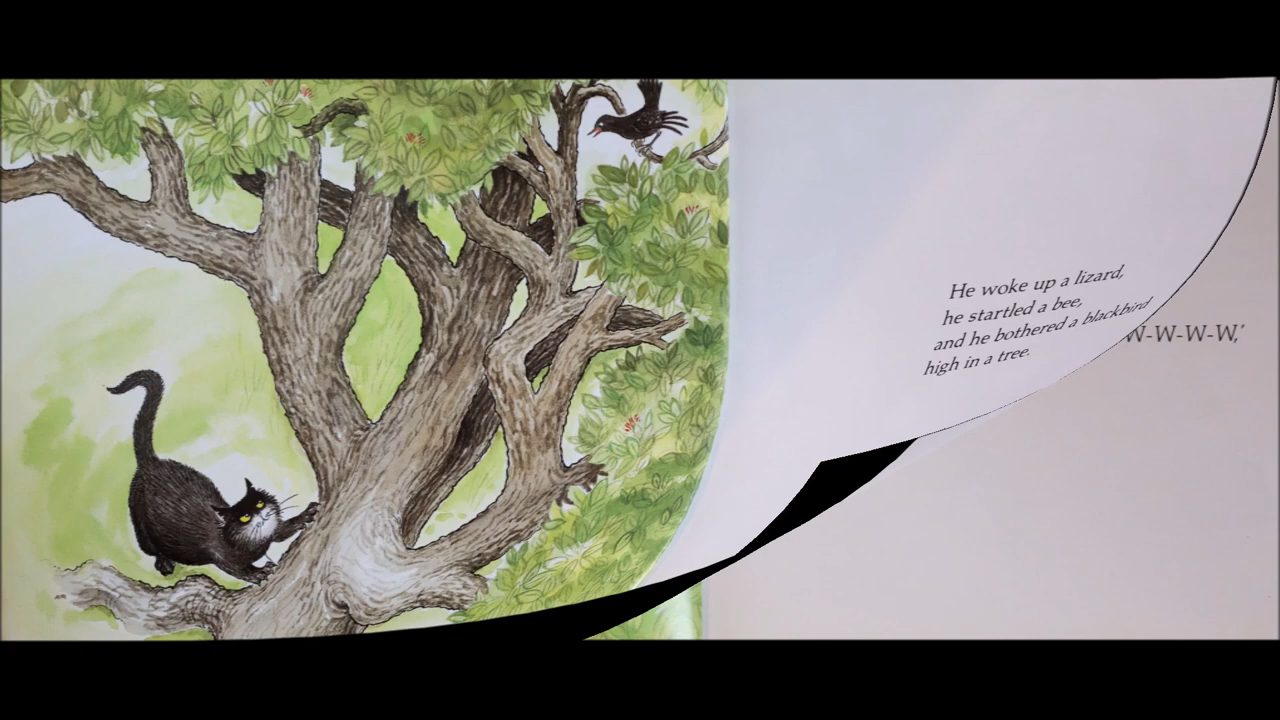 He woke up a lizard,
he startled a bee,
and he bothered a blackbird
high in a tree.
W-W-W-W,’